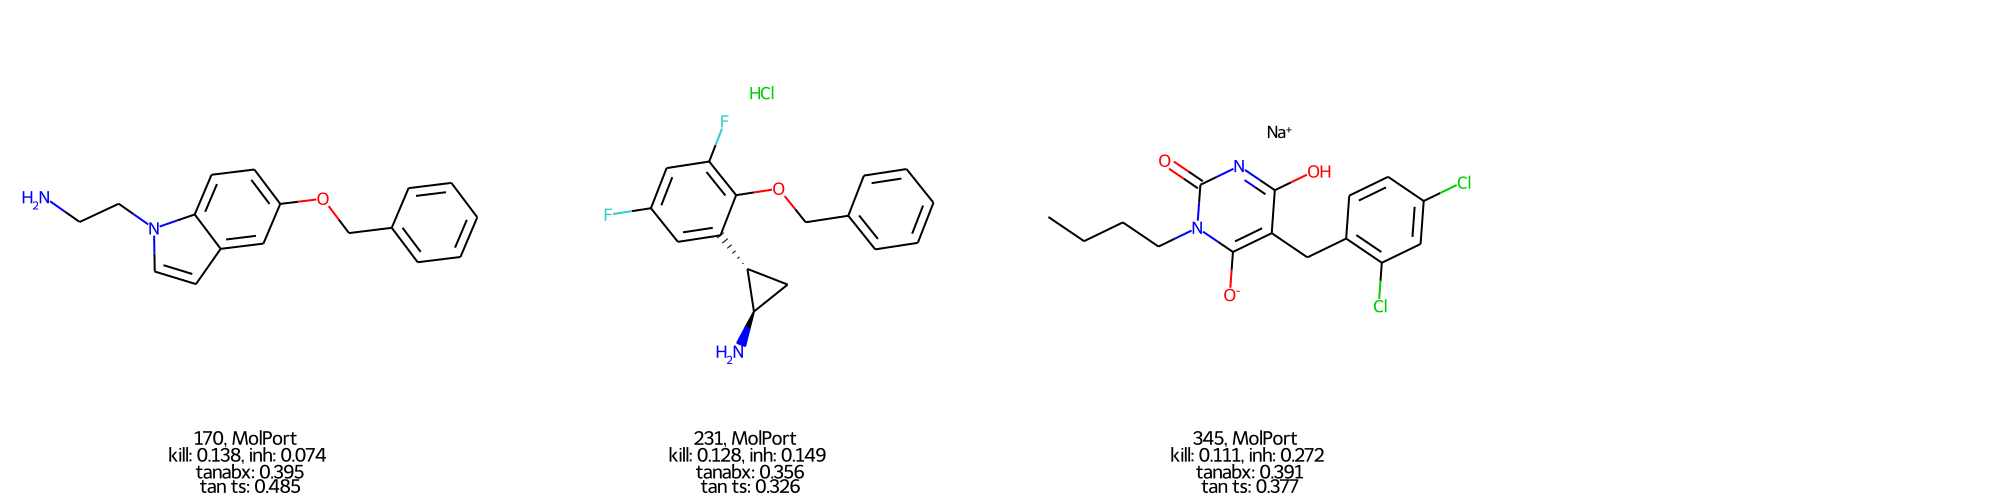 HCl
F
Na⁺
O
N
OH
H₂N
O
O
Cl
F
N
N
O⁻
Cl
H₂N
170, MolPort
kill: 0.138, inh: 0.074
tanabx: 0.395
tan ts: 0.485
231, MolPort
kill: 0.128, inh: 0.149
tanabx: 0.356
tan ts: 0.326
345, MolPort
kill: 0.111, inh: 0.272
tanabx: 0.391
tan ts: 0.377